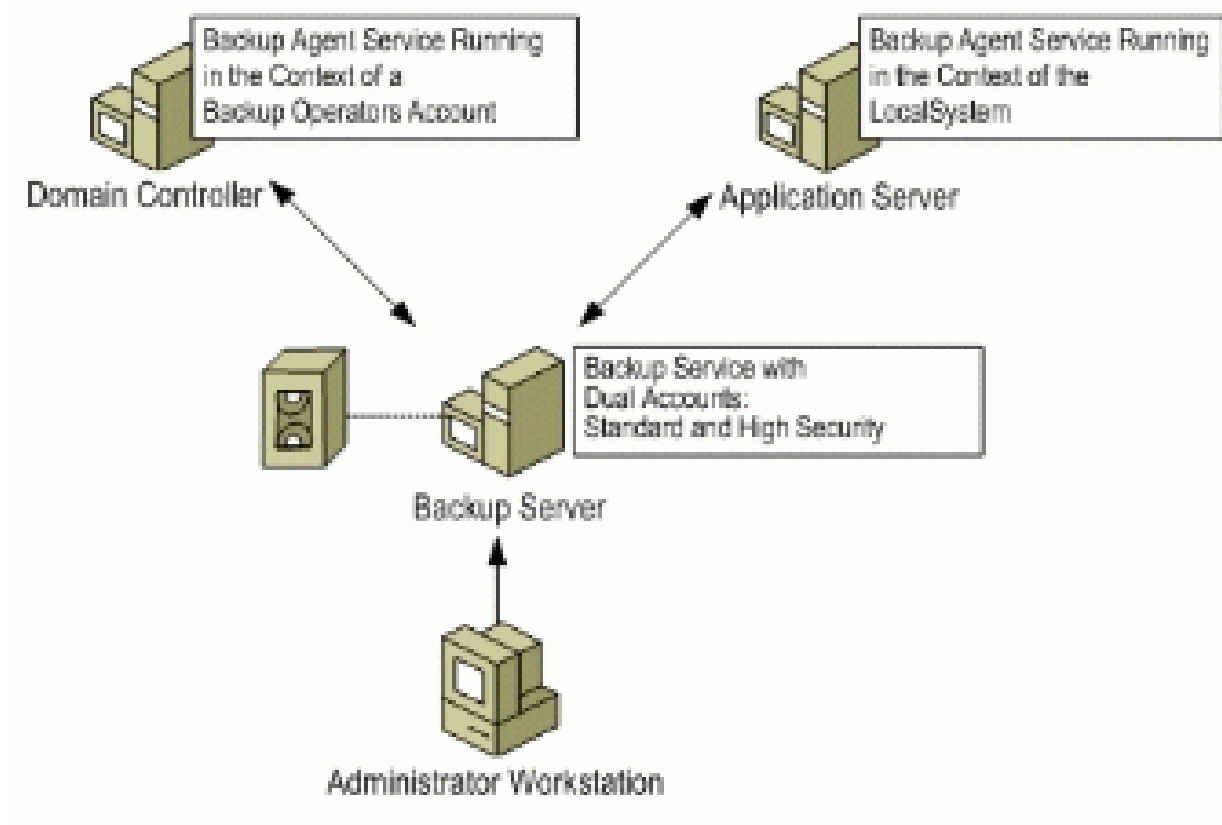 Backup Agent Service Running
in the Context of a
Backup Operators Account
Domain Controller
Backup Agent Service Running
in the Context of the
LocalSystem
Application Server
Backup Service with
Dual Accounts:
Standard and High Security
Backup Server
Administrator Workstation